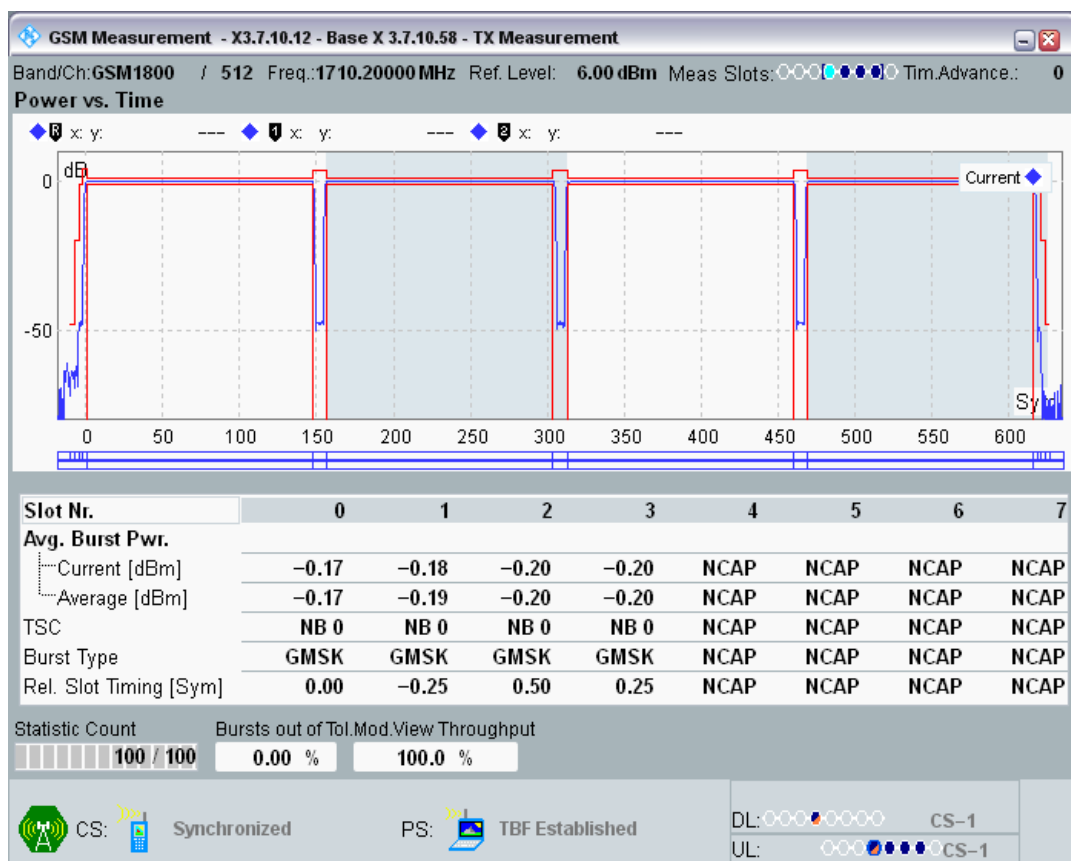 GSM Measurement - X3.7.10.12 - Base X 3.7.10.58 - TX Measurement
Band/Ch:GSM1800 / 512 Freq.:1710.20000 MHz Ref. Level: 6.00 dBm Meas Slots: Tim.Advance.: 0
Power vs. Time
R x: y: --- 1 x: y: --- 2 x: y: ---
dB
Current
0
-50
Sy
0 50 100 150 200 250 300 350 400 450 500 550 600
Slot Nr. 0 1 2 3 4 5 6 7
Avg. Burst Pwr.
Current [dBm] −0.17 −0.18 −0.20 −0.20 NCAP NCAP NCAP NCAP
Average [dBm] −0.17 −0.19 −0.20 −0.20 NCAP NCAP NCAP NCAP
TSC NB 0 NB 0 NB 0 NB 0 NCAP NCAP NCAP NCAP
Burst Type GMSK GMSK GMSK GMSK NCAP NCAP NCAP NCAP
Rel. Slot Timing [Sym] 0.00 −0.25 0.50 0.25 NCAP NCAP NCAP NCAP
Statistic Count Bursts out of Tol.Mod.View Throughput
100 / 100 0.00 % 100.0 %
CS: Synchronized PS: TBF Established
DL: CS−1
UL: CS−1